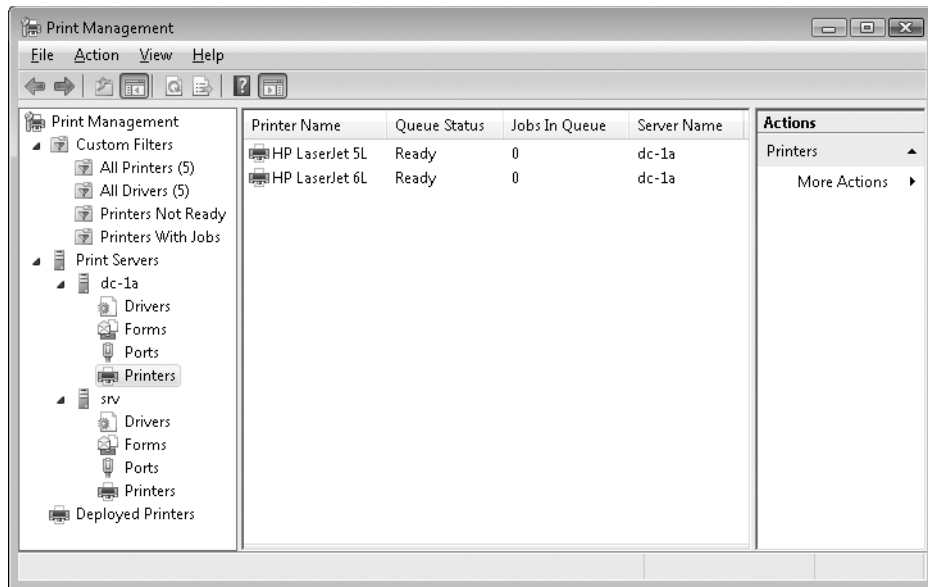 Print Management
File Action View Help
Print Management
Custom Filters
All Printers (5)
All Drivers (5)
Printers Not Ready
Printers With Jobs
Print Servers
dc-1a
Drivers
Forms
Ports
Printers
srv
Drivers
Forms
Ports
Printers
Deployed Printers
Printer Name Queue Status Jobs In Queue Server Name
HP LaserJet 5L Ready 0 dc-1a
HP LaserJet 6L Ready 0 dc-1a
Actions
Printers
More Actions